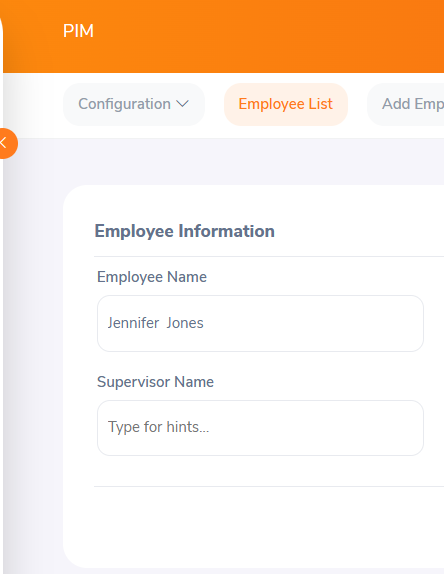 PIM
Configuration Employee List Add Emp
Employee Information
Employee Name
Jennifer  Jones
Supervisor Name
Type for hints...